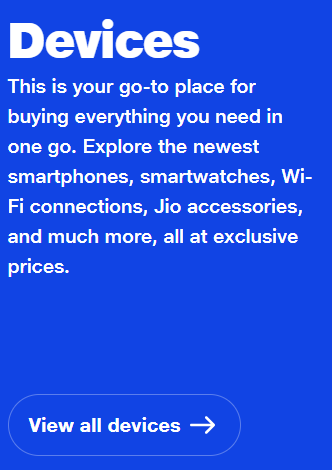 Devices
This is your go-to place for
buying everything you need in
one go. Explore the newest
smartphones, smartwatches, Wi-
Fi connections, Jio accessories,
and much more, all at exclusive
prices.
View all devices →